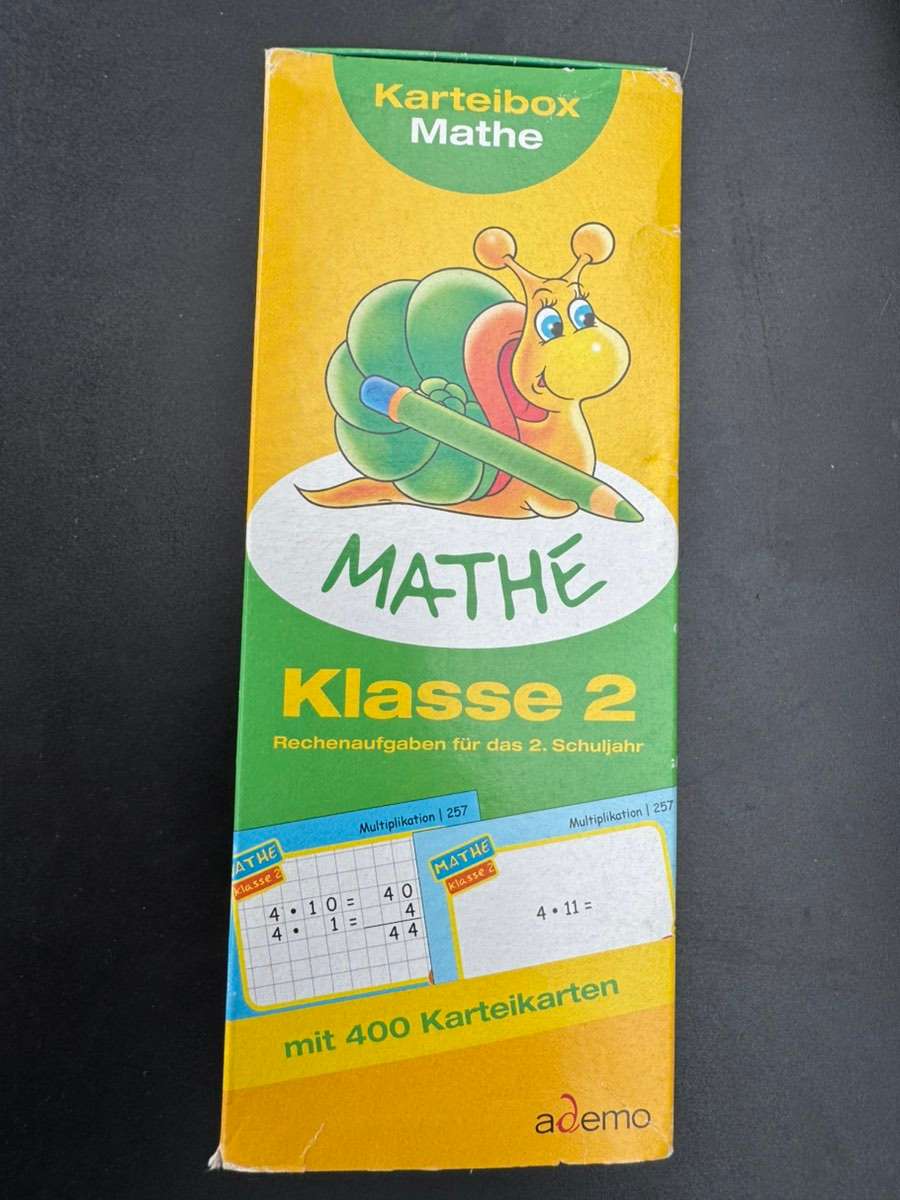 Karteibox
Mathe
MATHE
Klasse 2
Rechenaufgaben für das 2. Schuljahr
Multiplikation | 257
ATHE
Klasse 2
4 • 10 = 40
4 • 1 = 4
44
Multiplikation | 257
MATHE
Klasse 2
4 • 11 =
mit 400 Karteikarten
ademo